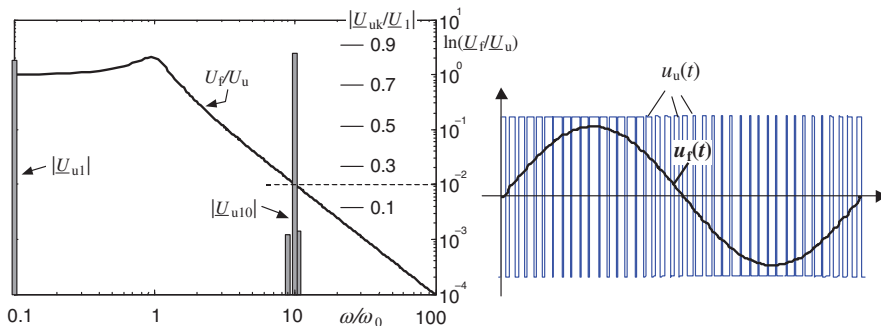 |U_uk/U_1|
10^1
0.9
ln(U_f/U_u)
10^0
U_f/U_u
0.7
10^-1
0.5
|U_u1|
0.3
10^-2
|U_u10|
0.1
10^-3
10^-4
0.1
1
10
ω/ω_0
100
u_u(t)
u_f(t)